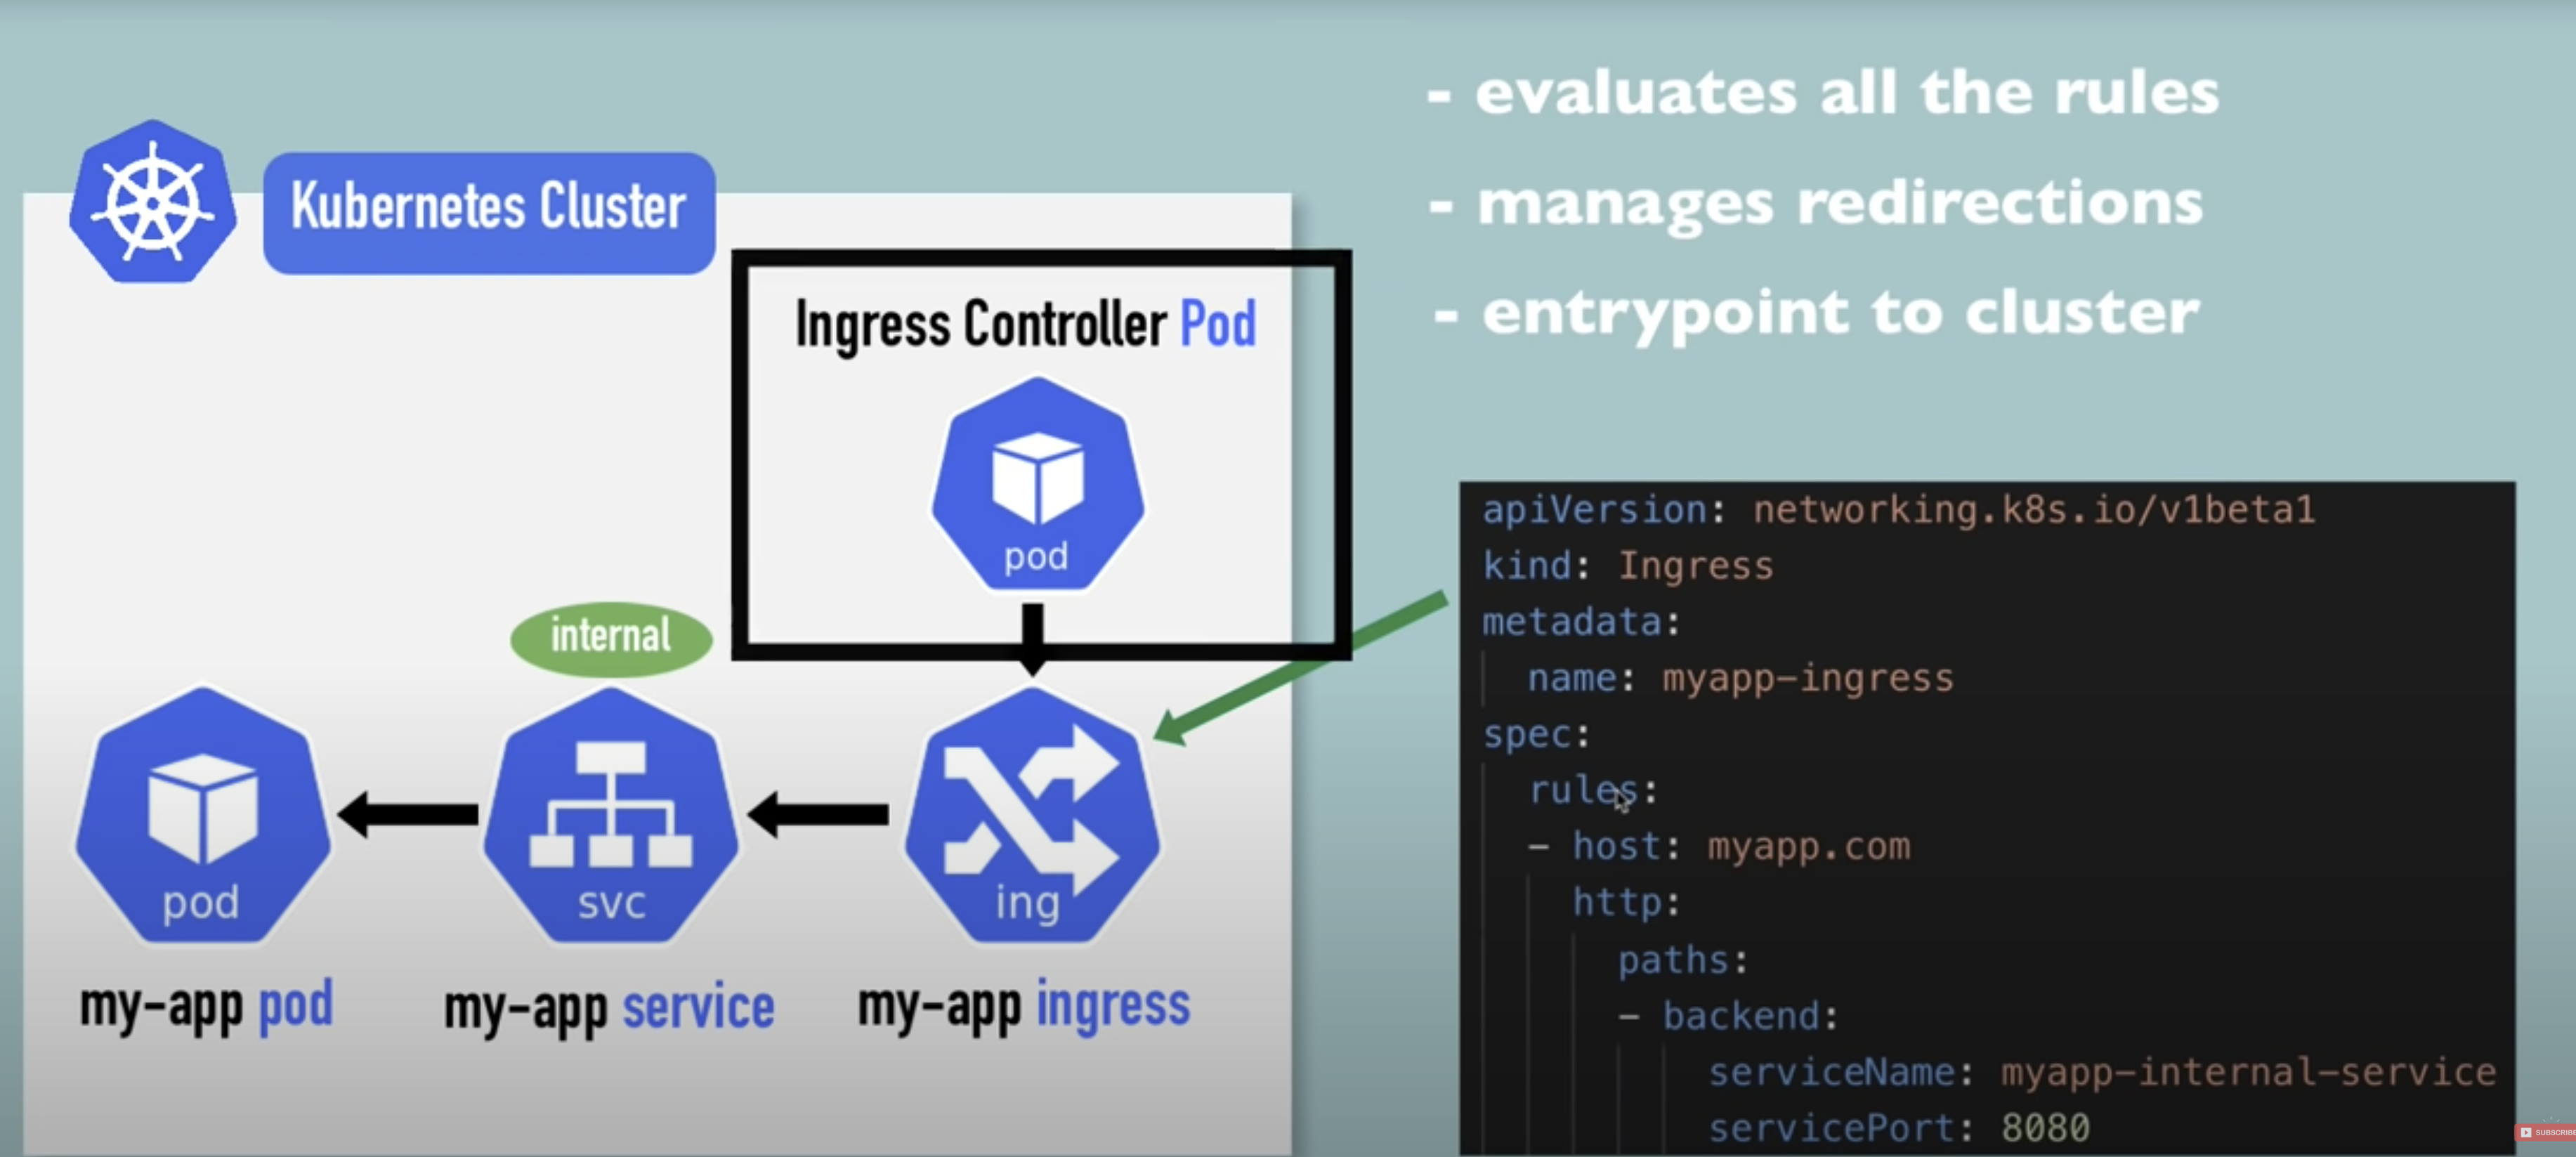 - evaluates all the rules
- manages redirections
- entrypoint to cluster
Kubernetes Cluster
Ingress Controller Pod
pod
internal
pod
svc
ing
my-app pod
my-app service
my-app ingress
apiVersion: networking.k8s.io/v1beta1
kind: Ingress
metadata:
name: myapp-ingress
spec:
rules:
- host: myapp.com
http:
paths:
- backend:
serviceName: myapp-internal-service
servicePort: 8080
SUBSCRIBE